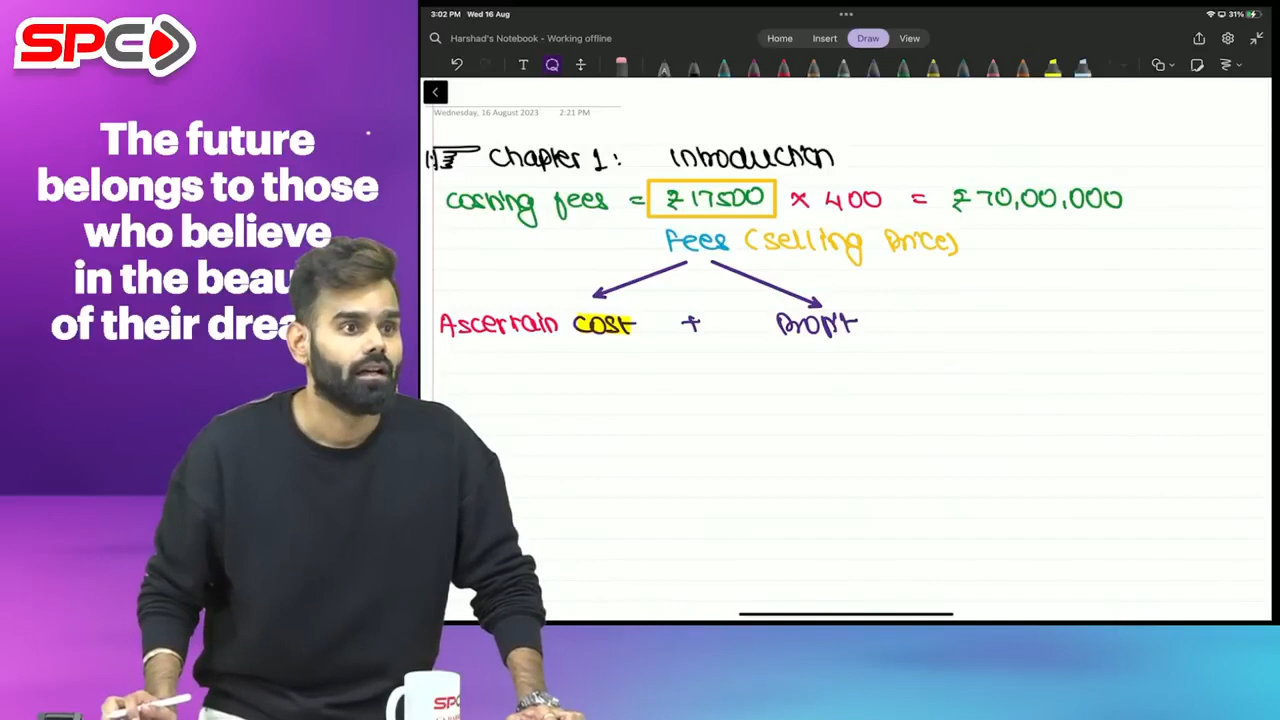 SPC
The future
belongs to those
who believe
in the beau
of their drea
3:02 PM Wed 16 Aug
31%
Harshad's Notebook - Working offline
Home Insert Draw View
Wednesday, 16 August 2023 2:21 PM
Chapter 1: Introduction
costing fees = ₹17500 × 400 = ₹70,00,000
Fees (selling Price)
Ascertain cost + Profit
SPC